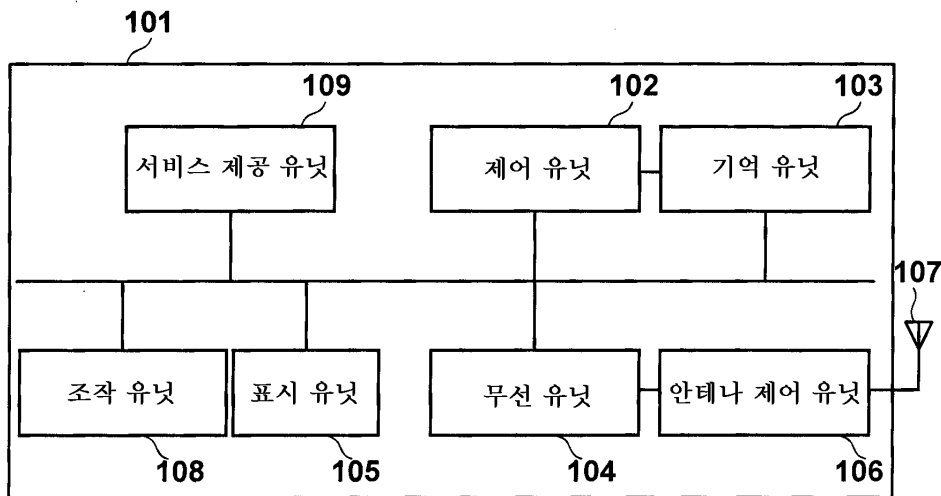 101
109
102
103
서비스 제공 유닛
제어 유닛
기억 유닛
107
조작 유닛
표시 유닛
무선 유닛
안테나 제어 유닛
108
105
104
106